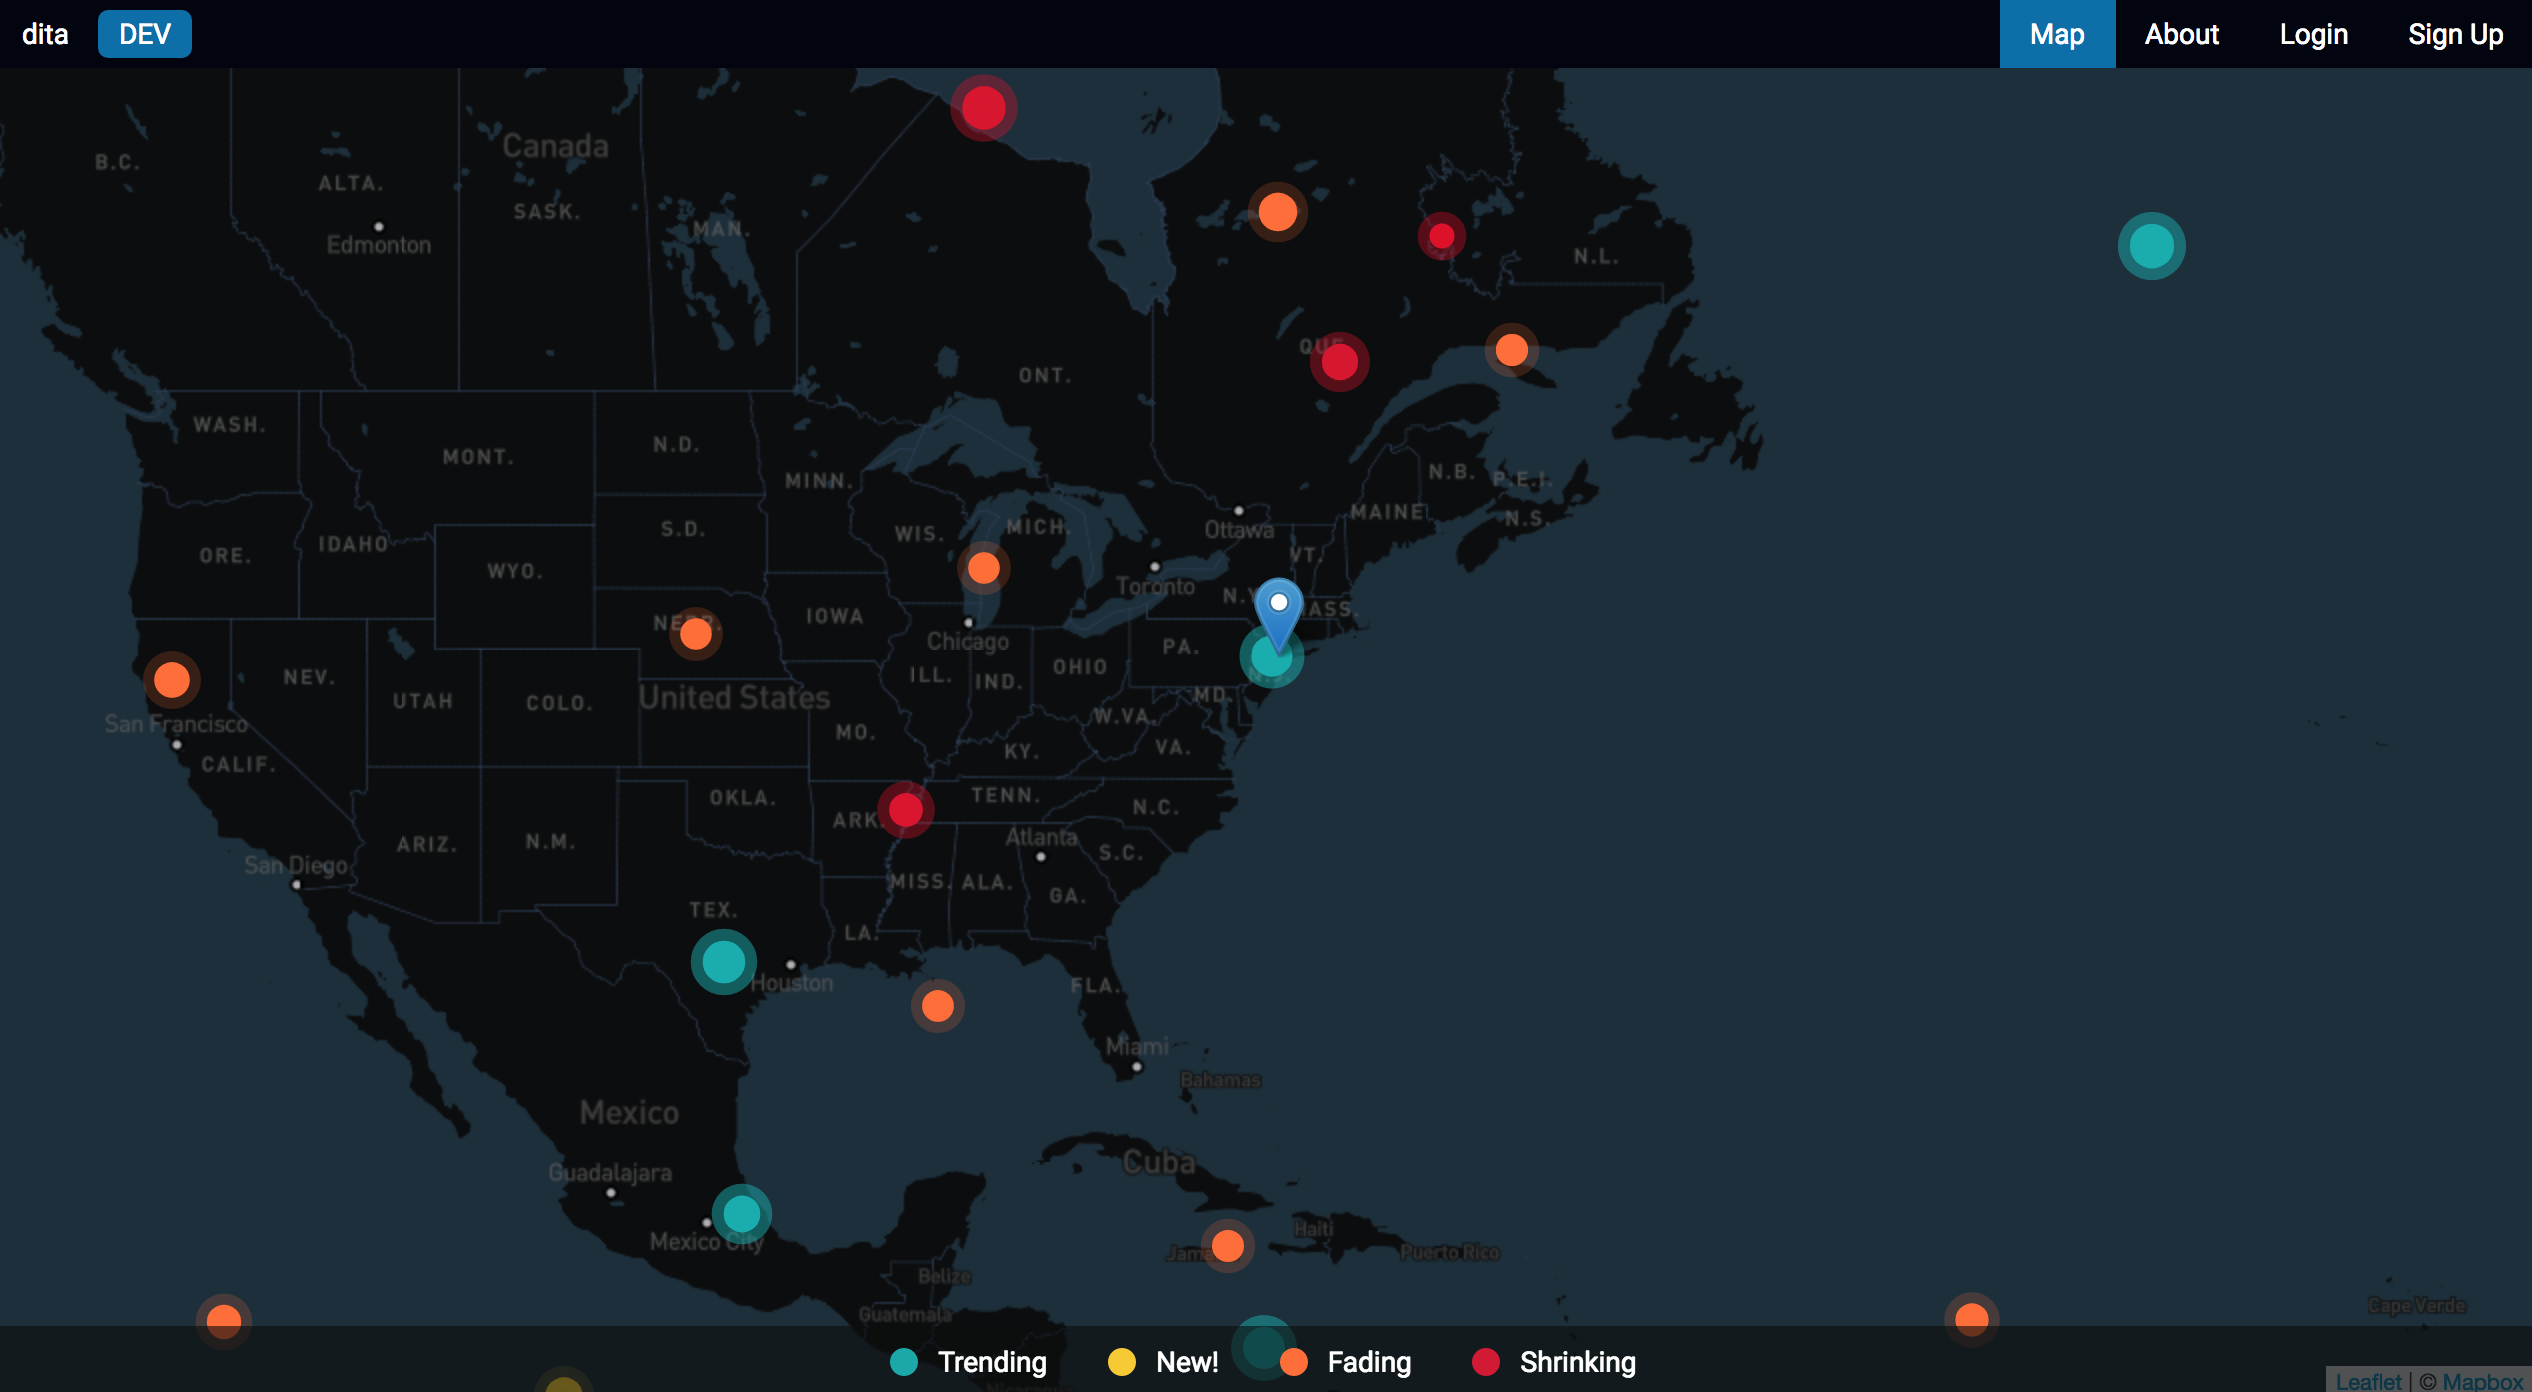 dita DEV Map About Login Sign Up
Canada
B.C.
ALTA.
SASK.
MAN.
Edmonton
N.L.
ONT.
WASH.
MONT.
N.D.
MINN.
N.B.
P.E.I.
MAINE
N.S.
ORE.
IDAHO
S.D.
WIS.
MICH.
Ottawa
VT.
WYO.
Toronto
IOWA
Chicago
PA.
OHIO
NEV.
ILL.
IND.
UTAH
COLO.
United States
MD.
San Francisco
W.VA.
MO.
KY.
VA.
CALIF.
OKLA.
TENN.
N.C.
ARK.
Atlanta
ARIZ.
N.M.
S.C.
San Diego
MISS.
ALA.
GA.
TEX.
LA.
Houston
FLA.
Miami
Bahamas
Mexico
Cuba
Guadalajara
Haiti
Mexico City
Puerto Rico
Belize
Guatemala
Cape Verde
Trending New! Fading Shrinking
Leaflet | © Mapbox